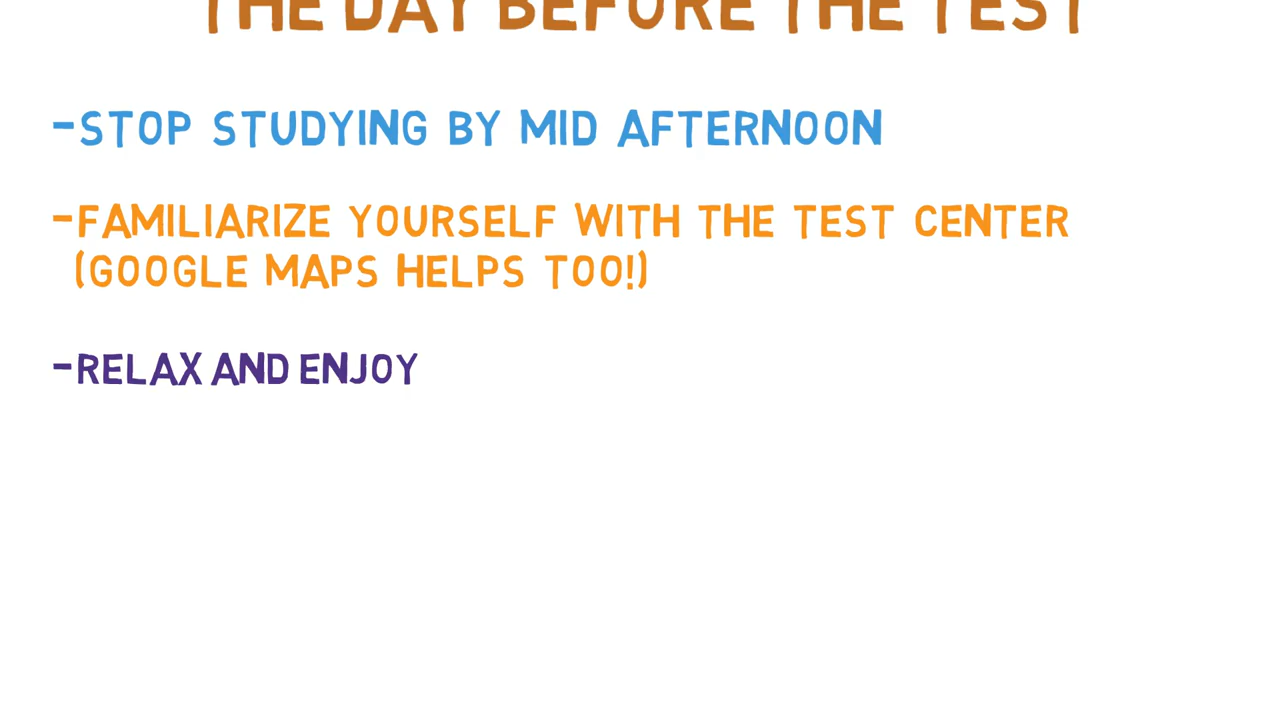 THE DAY BEFORE THE TEST
-STOP STUDYING BY MID AFTERNOON
-FAMILIARIZE YOURSELF WITH THE TEST CENTER
(GOOGLE MAPS HELPS TOO!)
-RELAX AND ENJOY